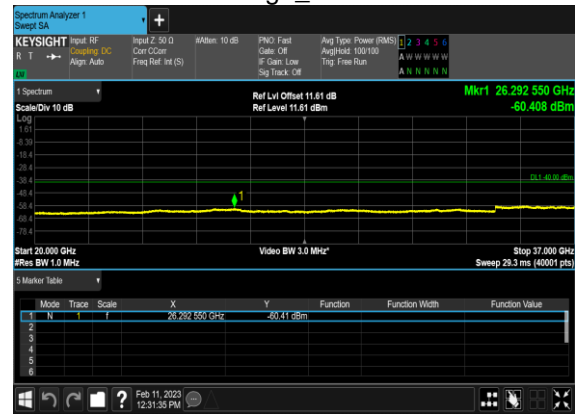 Spectrum Analyzer 1
Swept SA
+
KEYSIGHT Input: RF Input Z: 50 Ω #Atten: 10 dB PNO: Fast Avg Type: Power (RMS) 1 2 3 4 5 6
R T Coupling: DC Corr CCorr Gate: Off Avg|Hold: 100/100 A W W W W W
Align: Auto Freq Ref: Int (S) IF Gain: Low Trig: Free Run
LW Sig Track: Off A N N N N N
1 Spectrum Ref Lvl Offset 11.61 dB Mkr1 26.292 550 GHz
Scale/Div 10 dB Ref Level 11.61 dBm -60.408 dBm
Log
1.61
-8.39
-18.4
-28.4
-38.4 DL1 -40.00 dBm
-48.4
1
-58.4
-68.4
-78.4
Start 20.000 GHz Video BW 3.0 MHz* Stop 37.000 GHz
#Res BW 1.0 MHz Sweep 29.3 ms (40001 pts)
5 Marker Table
Mode Trace Scale X Y Function Function Width Function Value
1 N 1 f 26.292 550 GHz -60.41 dBm
2
3
4
5
6
? Feb 11, 2023
12:31:35 PM